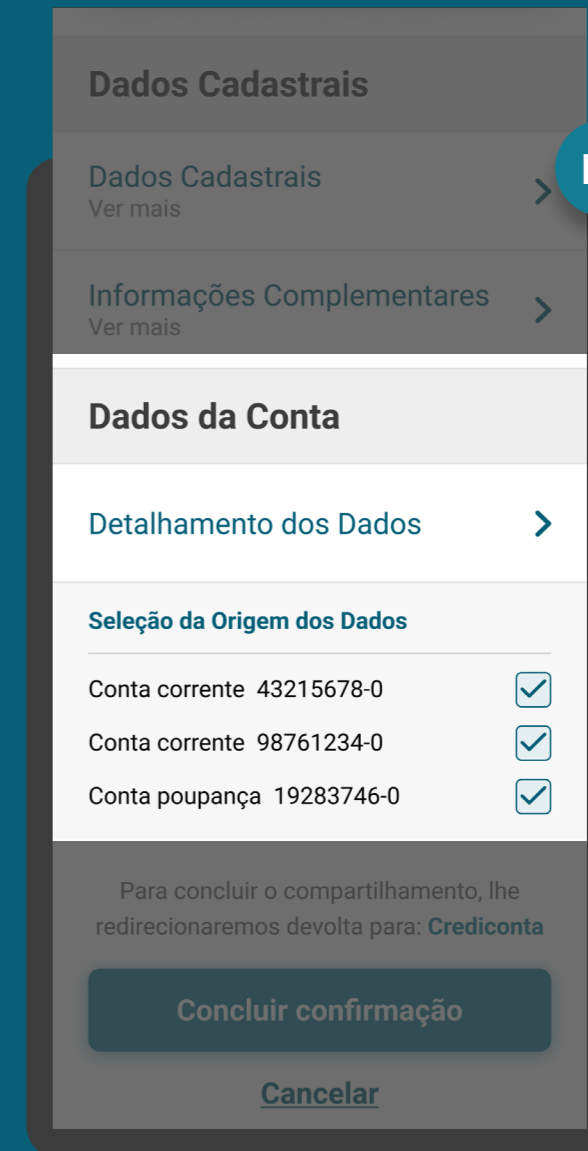 Dados Cadastrais
Dados Cadastrais
Ver mais
Informações Complementares
Ver mais
Dados da Conta
Detalhamento dos Dados
Seleção da Origem dos Dados
Conta corrente 43215678-0
Conta corrente 98761234-0
Conta poupança 19283746-0
Para concluir o compartilhamento, lhe
redirecionaremos devolta para: Crediconta
Concluir confirmação
Cancelar